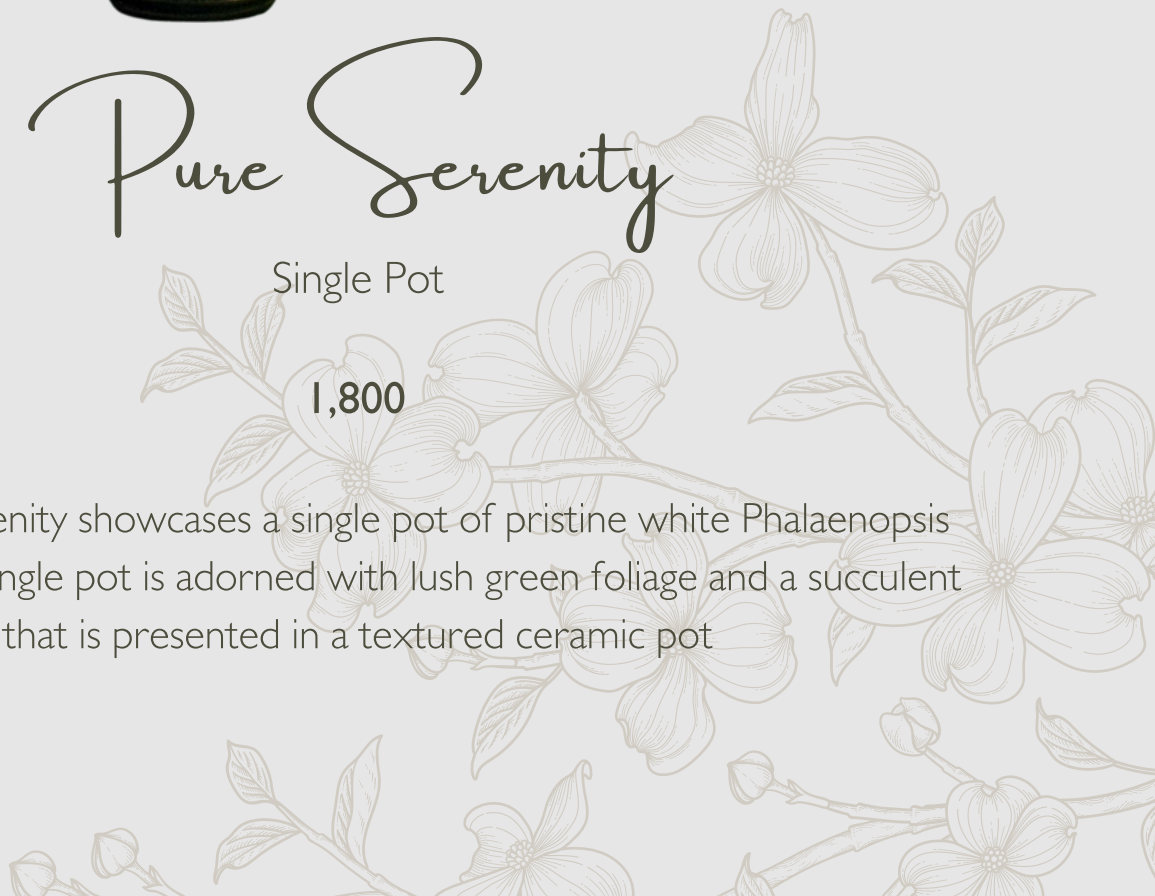 Pure Serenity
Single Pot
1,800
enity showcases a single pot of pristine white Phalaenopsis
ngle pot is adorned with lush green foliage and a succulent
that is presented in a textured ceramic pot